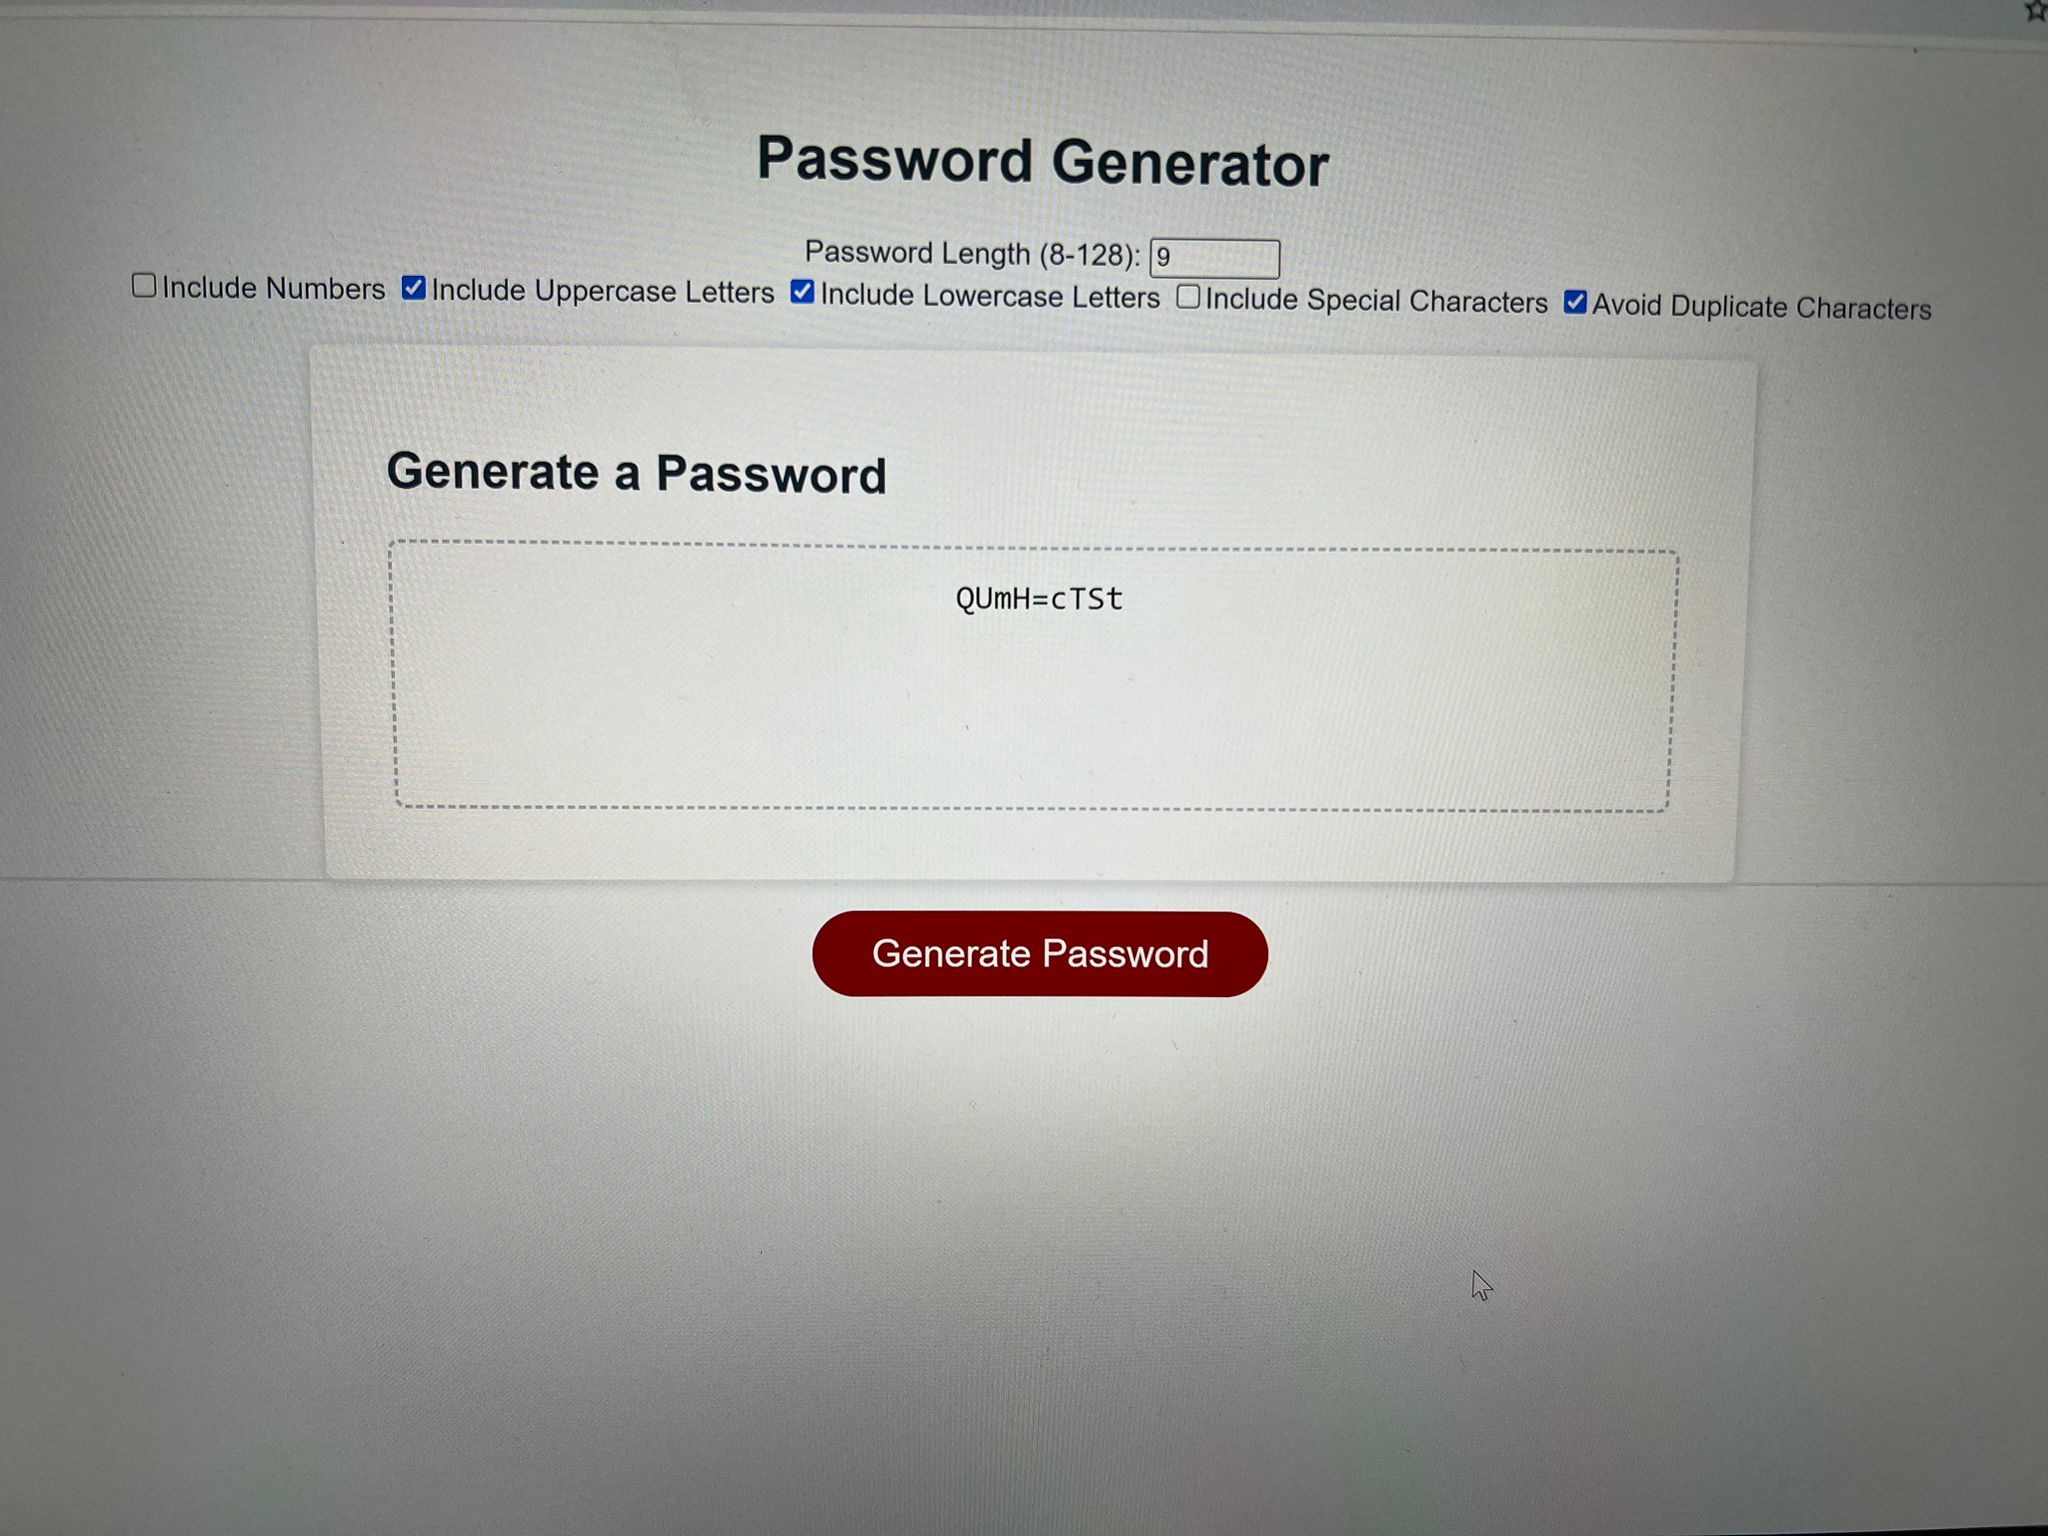 Password Generator
Password Length (8-128): 9
Include Numbers Include Uppercase Letters Include Lowercase Letters Include Special Characters Avoid Duplicate Characters
Generate a Password
QUmH=cTSt
Generate Password